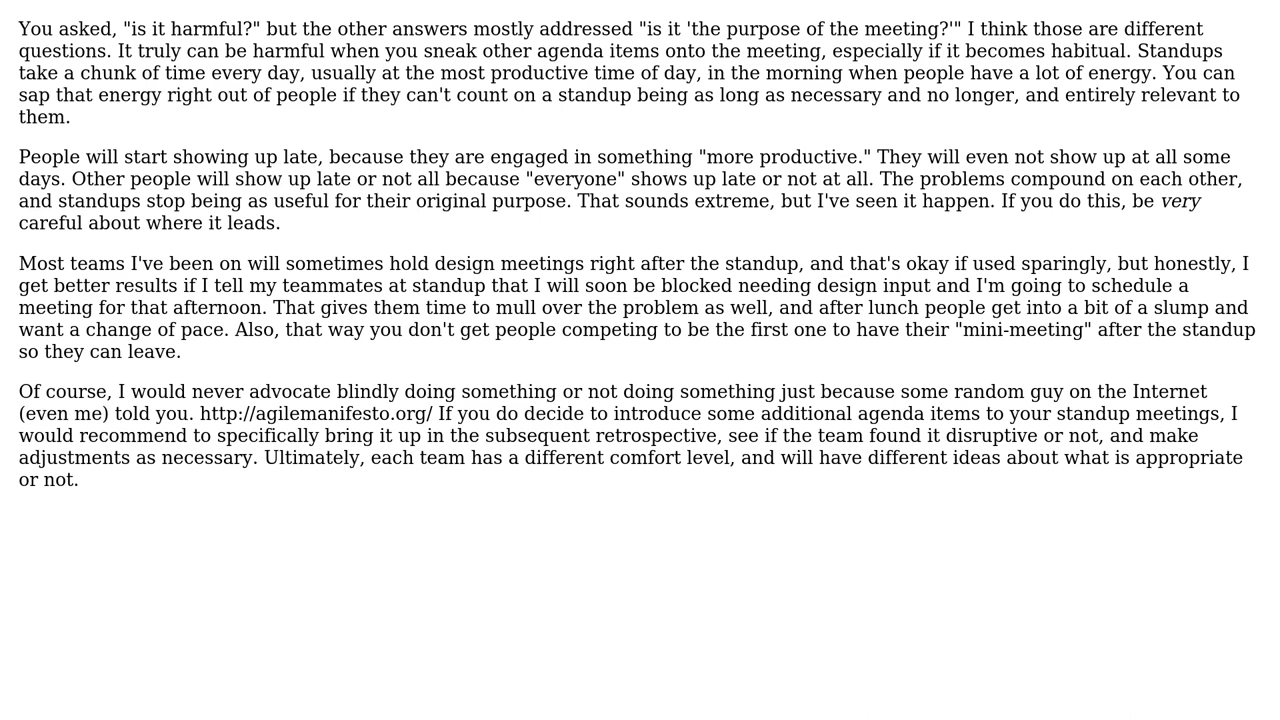 You asked, "is it harmful?" but the other answers mostly addressed "is it 'the purpose of the meeting?'" I think those are different
questions. It truly can be harmful when you sneak other agenda items onto the meeting, especially if it becomes habitual. Standups
take a chunk of time every day, usually at the most productive time of day, in the morning when people have a lot of energy. You can
sap that energy right out of people if they can't count on a standup being as long as necessary and no longer, and entirely relevant to
them.
People will start showing up late, because they are engaged in something "more productive." They will even not show up at all some
days. Other people will show up late or not all because "everyone" shows up late or not at all. The problems compound on each other,
and standups stop being as useful for their original purpose. That sounds extreme, but I've seen it happen. If you do this, be very
careful about where it leads.
Most teams I've been on will sometimes hold design meetings right after the standup, and that's okay if used sparingly, but honestly, I
get better results if I tell my teammates at standup that I will soon be blocked needing design input and I'm going to schedule a
meeting for that afternoon. That gives them time to mull over the problem as well, and after lunch people get into a bit of a slump and
want a change of pace. Also, that way you don't get people competing to be the first one to have their "mini-meeting" after the standup
so they can leave.
Of course, I would never advocate blindly doing something or not doing something just because some random guy on the Internet
(even me) told you. http://agilemanifesto.org/ If you do decide to introduce some additional agenda items to your standup meetings, I
would recommend to specifically bring it up in the subsequent retrospective, see if the team found it disruptive or not, and make
adjustments as necessary. Ultimately, each team has a different comfort level, and will have different ideas about what is appropriate
or not.